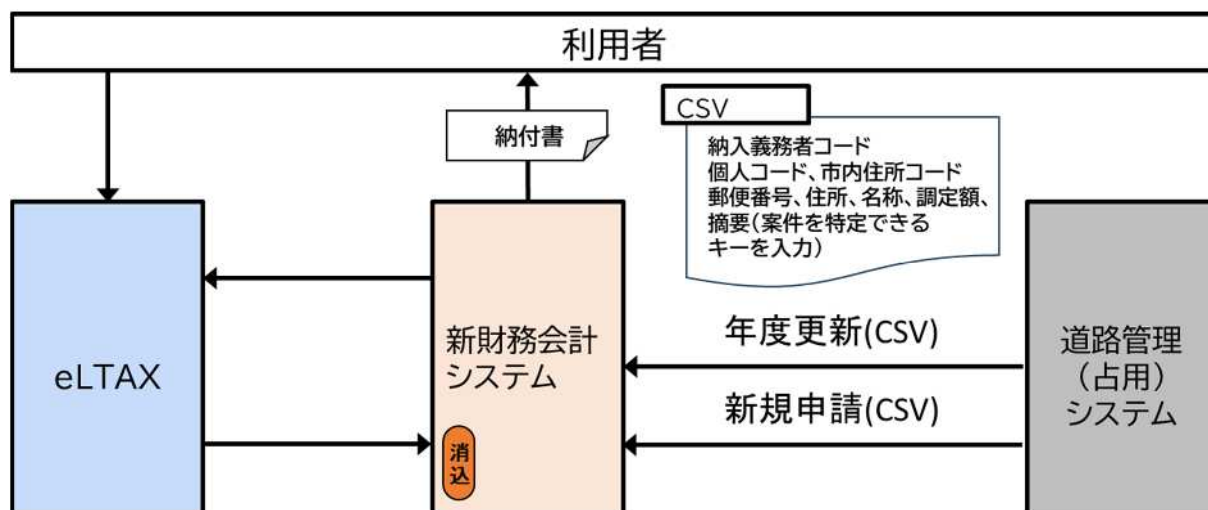 利用者
納付書
CSV
納入義務者コード
個人コード、市内住所コード
郵便番号、住所、名称、調定額、
摘要(案件を特定できる
キーを入力)
eLTAX
新財務会計
システム
消
込
年度更新(CSV)
新規申請(CSV)
道路管理
(占用)
システム